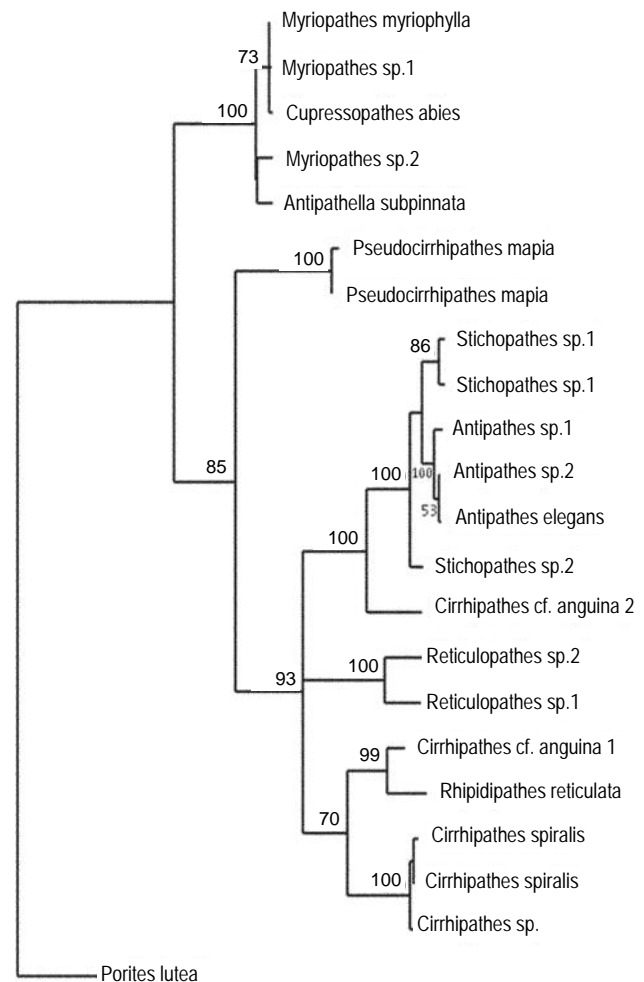 Myriopathes myriophylla
73
Myriopathes sp.1
100
Cupressopathes abies
Myriopathes sp.2
Antipathella subpinnata
Pseudocirrhipathes mapia
100
Pseudocirrhipathes mapia
Stichopathes sp.1
86
Stichopathes sp.1
Antipathes sp.1
85
100
100
Antipathes sp.2
53
Antipathes elegans
100
Stichopathes sp.2
Cirrhipathes cf. anguina 2
Reticulopathes sp.2
93
100
Reticulopathes sp.1
Cirrhipathes cf. anguina 1
99
Rhipidipathes reticulata
70
Cirrhipathes spiralis
100
Cirrhipathes spiralis
Cirrhipathes sp.
Porites lutea